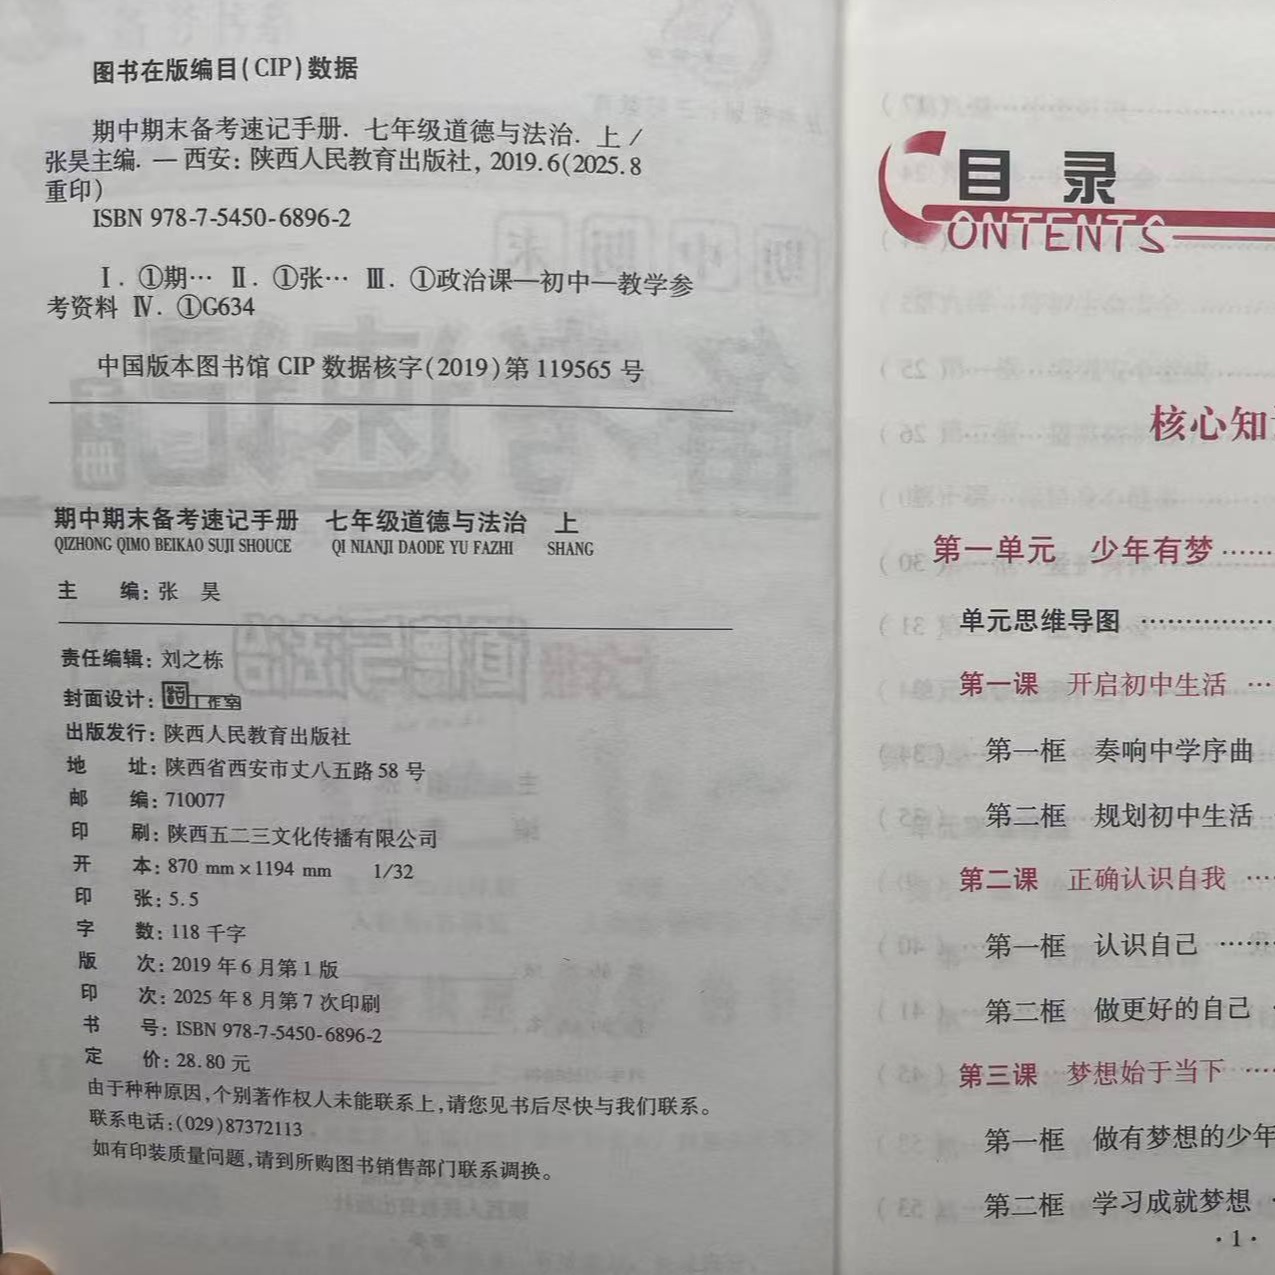 图书在版编目(CIP)数据
期中期末备考速记手册. 七年级道德与法治. 上 /
张昊主编. — 西安: 陕西人民教育出版社, 2019.6(2025.8
重印)
ISBN 978-7-5450-6896-2
Ⅰ. ①期… Ⅱ. ①张… Ⅲ. ①政治课—初中—教学参
考资料 Ⅳ. ①G634
中国版本图书馆 CIP 数据核字(2019)第 119565 号
期中期末备考速记手册 七年级道德与法治 上
QIZHONG QIMO BEIKAO SUJI SHOUCE QI NIANJI DAODE YU FAZHI SHANG
主 编: 张 昊
责任编辑: 刘之栋
封面设计: 工作室
出版发行: 陕西人民教育出版社
地 址: 陕西省西安市丈八五路58 号
邮 编: 710077
印 刷: 陕西五二三文化传播有限公司
开 本: 870 mm×1194 mm 1/32
印 张: 5.5
字 数: 118 千字
版 次: 2019 年 6 月第 1 版
印 次: 2025 年 8 月第 7 次印刷
书 号: ISBN 978-7-5450-6896-2
定 价: 28.80 元
由于种种原因,个别著作权人未能联系上,请您见书后尽快与我们联系。
联系电话:(029)87372113
如有印装质量问题,请到所购图书销售部门联系调换。
目 录
CONTENTS
核心知
第一单元 少年有梦 ……
单元思维导图 ……………
第一课 开启初中生活 …
第一框 奏响中学序曲
第二框 规划初中生活
第二课 正确认识自我 …
第一框 认识自己 ……
第二框 做更好的自己
第三课 梦想始于当下 …
第一框 做有梦想的少年
第二框 学习成就梦想
· 1 ·